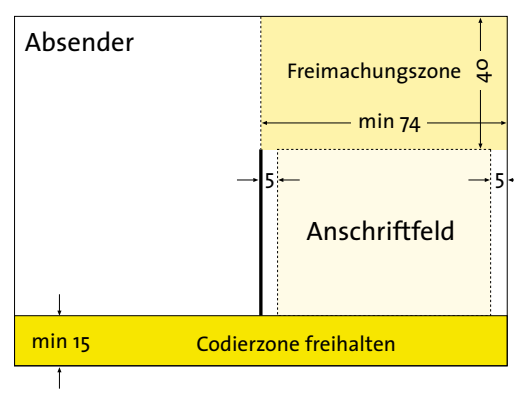 Absender
Freimachungszone
40
min 74
5
5
Anschriftfeld
min 15
Codierzone freihalten